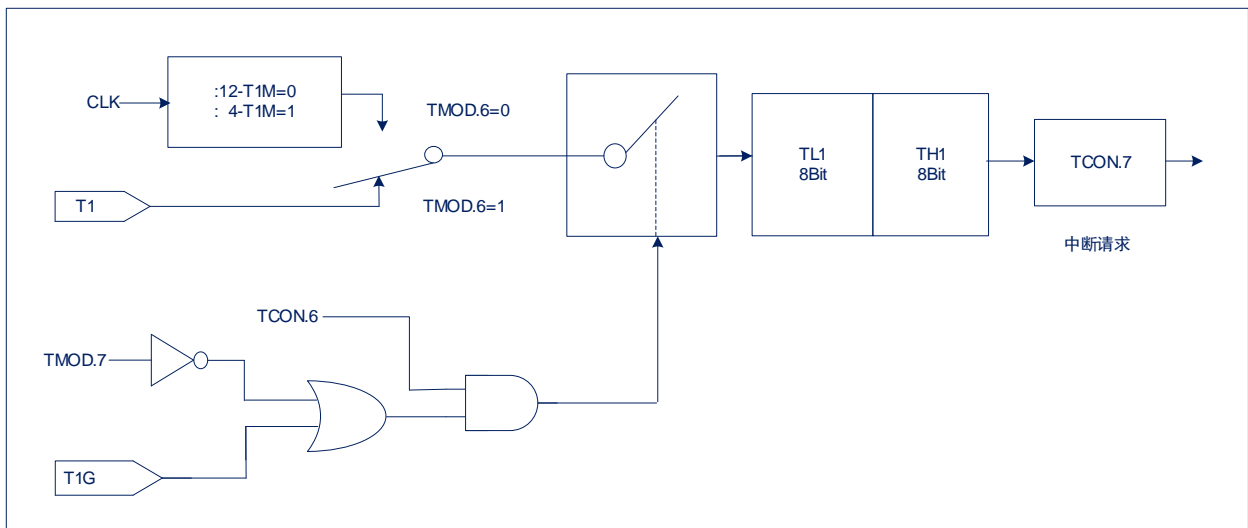 CLK
:12-T1M=0
: 4-T1M=1
TMOD.6=0
T1
TMOD.6=1
TL1
8Bit
TH1
8Bit
TCON.7
中断请求
TCON.6
TMOD.7
T1G